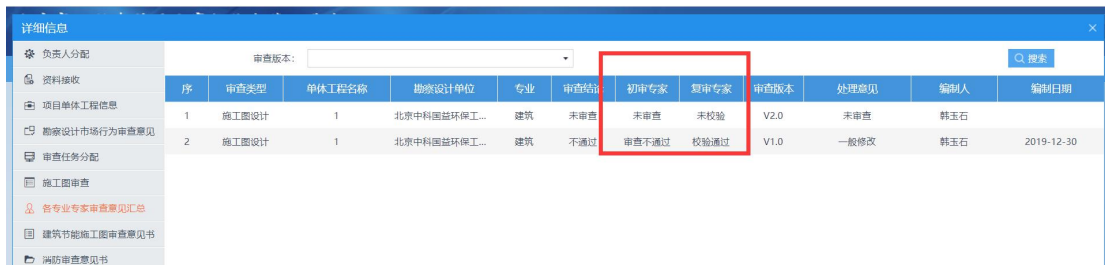 详细信息
负责人分配
审查版本：
搜索
资料接收
项目单体工程信息
勘察设计市场行为审查意见
审查任务分配
施工图审查
各专业专家审查意见汇总
建筑节能施工图审查意见书
消防审查意见书
序 审查类型 单体工程名称 勘察设计单位 专业 审查结论 初审专家 复审专家 审查版本 处理意见 编制人 编制日期
1 施工图设计 1 北京中科国益环保工... 建筑 未审查 未审查 未校验 V2.0 未审查 韩玉石
2 施工图设计 1 北京中科国益环保工... 建筑 不通过 审查不通过 校验通过 V1.0 一般修改 韩玉石 2019-12-30